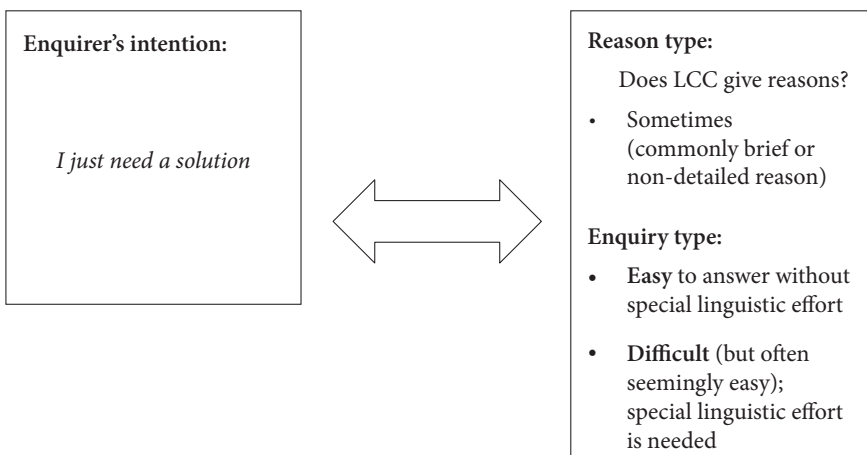 Enquirer’s intention:
I just need a solution
Reason type:
Does LCC give reasons?
• Sometimes
(commonly brief or
non-detailed reason)
Enquiry type:
• Easy to answer without
special linguistic effort
• Difficult (but often
seemingly easy);
special linguistic effort
is needed